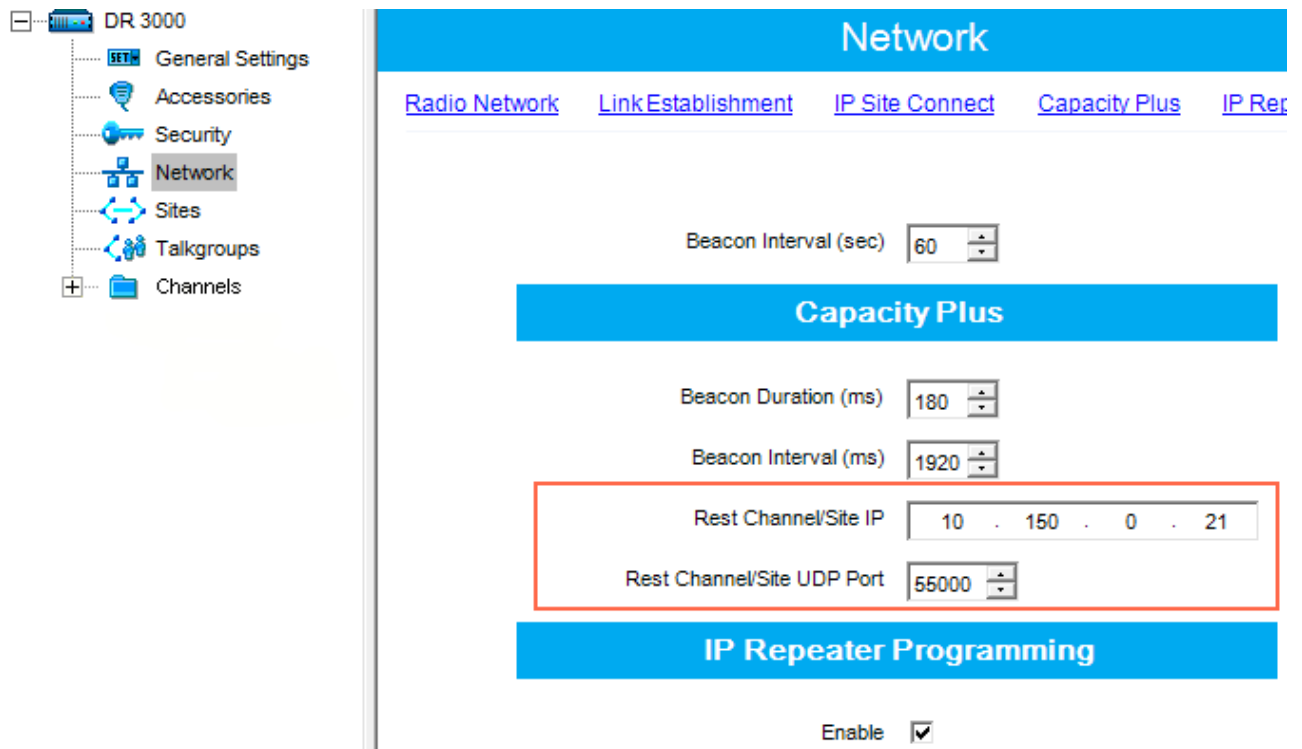 DR 3000
SET General Settings
Accessories
Security
Network
Sites
Talkgroups
Channels
Network
Radio Network Link Establishment IP Site Connect Capacity Plus IP Rep
Beacon Interval (sec) 60
Capacity Plus
Beacon Duration (ms) 180
Beacon Interval (ms) 1920
Rest Channel/Site IP 10 . 150 . 0 . 21
Rest Channel/Site UDP Port 55000
IP Repeater Programming
Enable